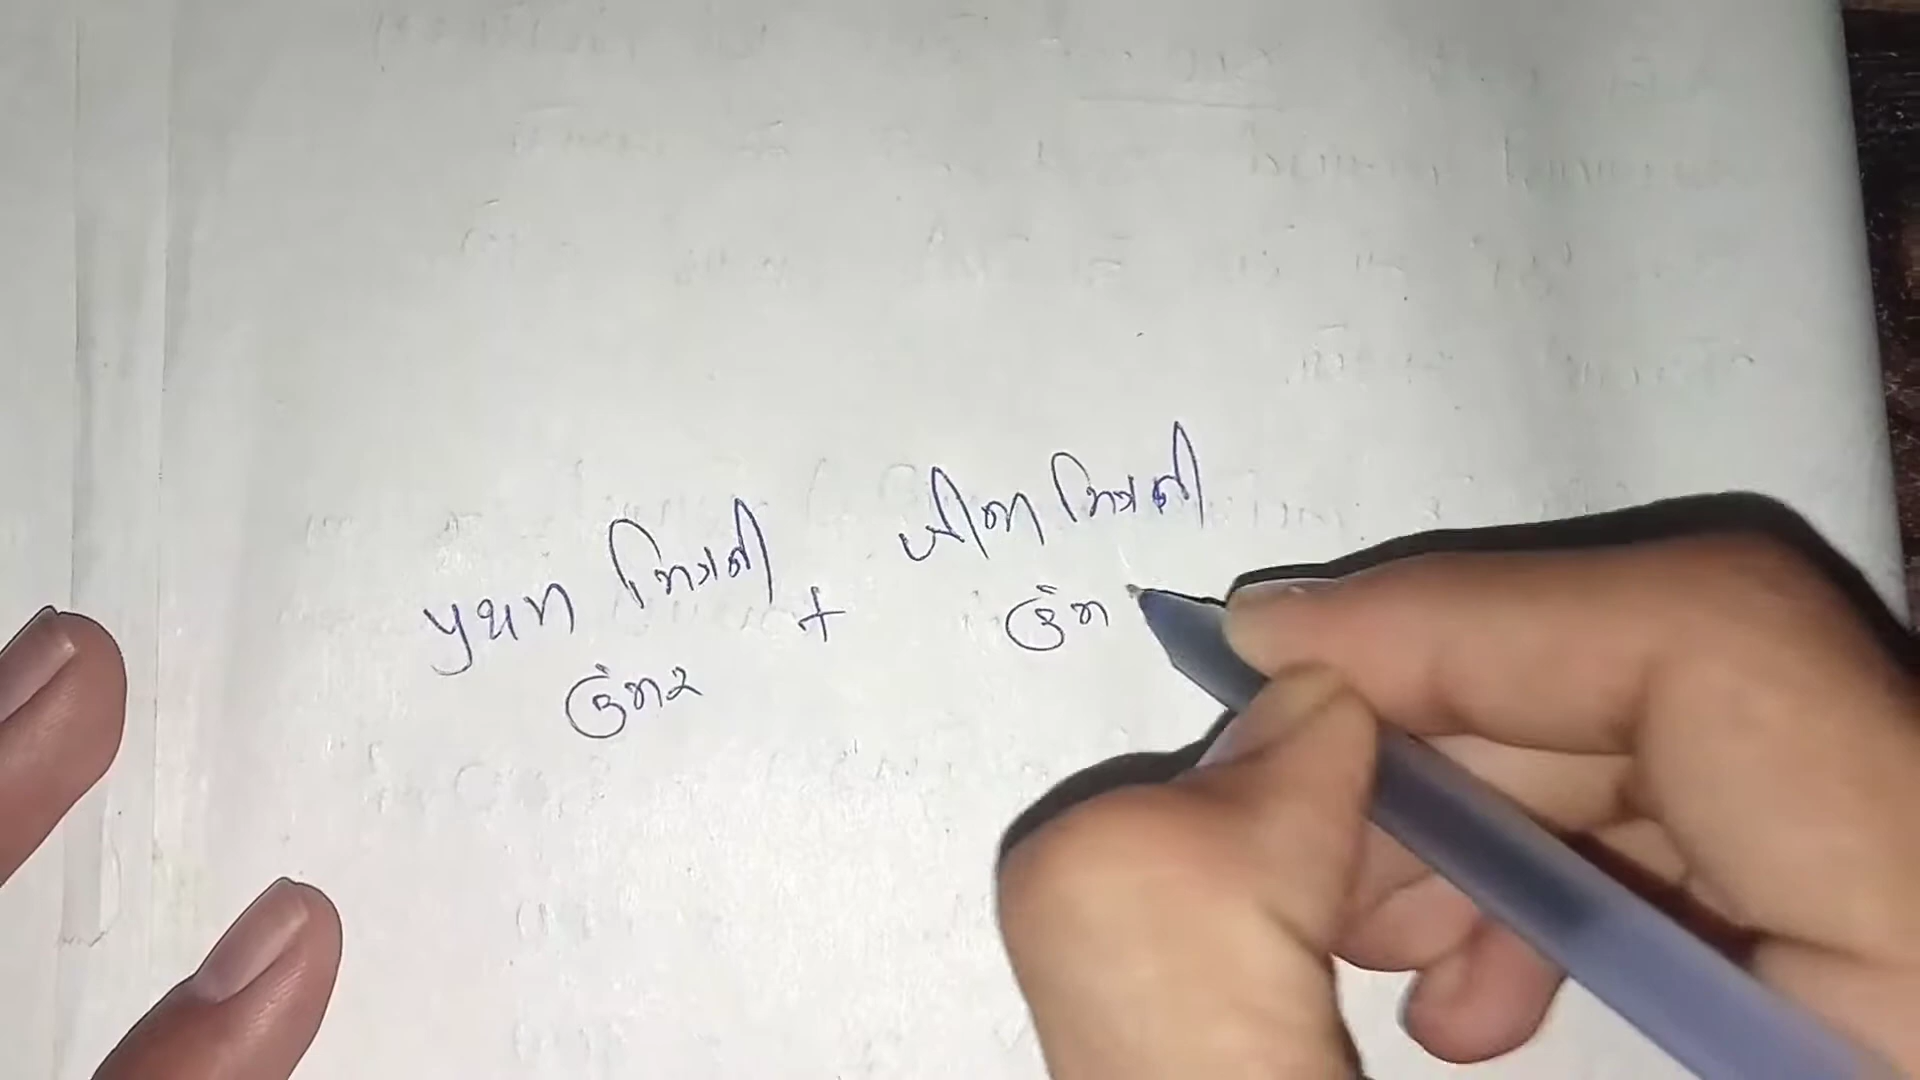 પ્રથમ મિત્રની + બીજા મિત્રની
ઉંમર ઉંમ